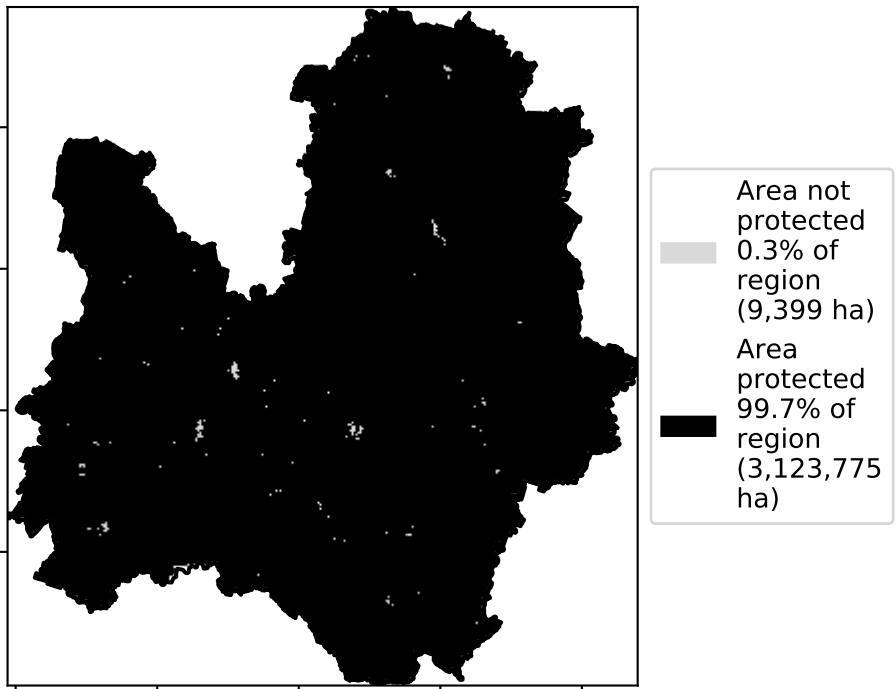 Area not
protected
0.3% of
region
(9,399 ha)
Area
protected
99.7% of
region
(3,123,775
ha)